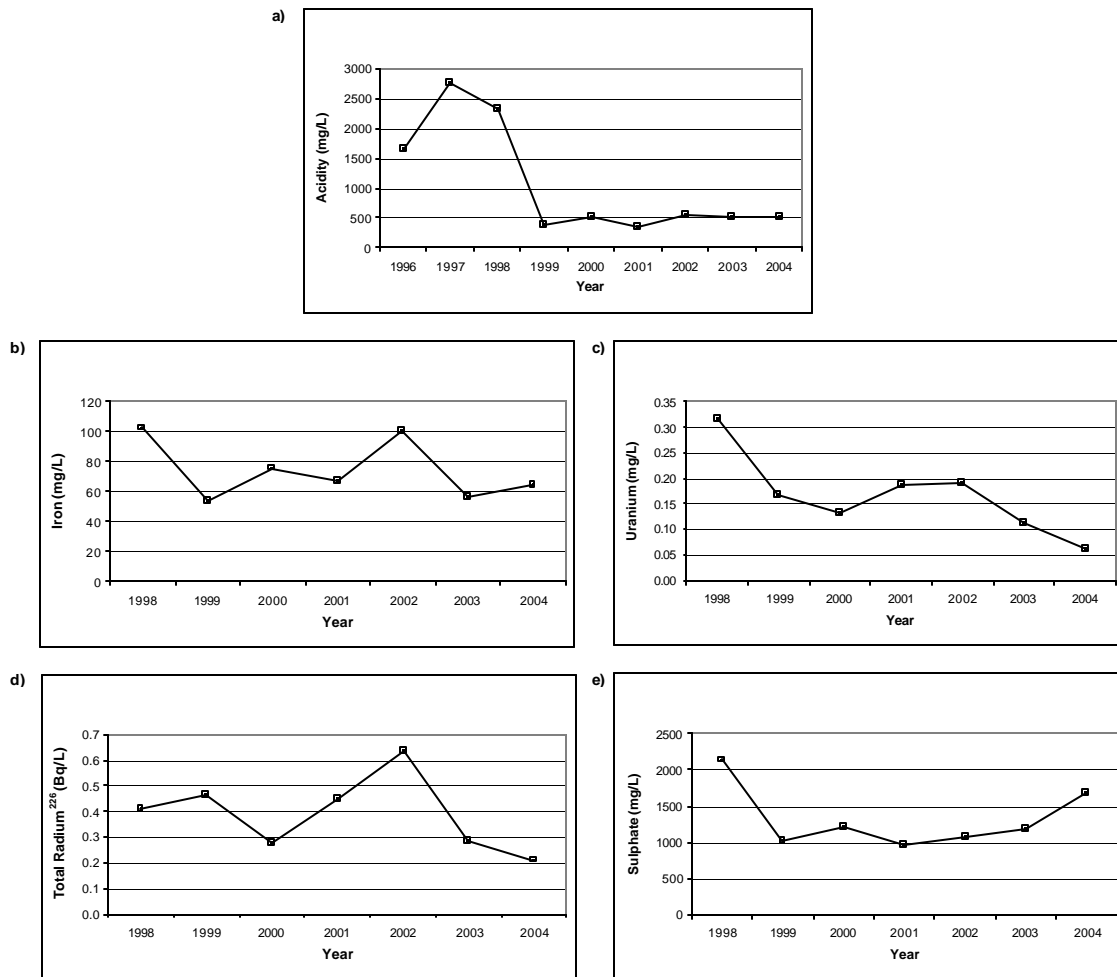 a)
Acidity (mg/L)
3000
2500
2000
1500
1000
500
0
1996 1997 1998 1999 2000 2001 2002 2003 2004
Year
b)
Iron (mg/L)
120
100
80
60
40
20
0
1998 1999 2000 2001 2002 2003 2004
Year
c)
Uranium (mg/L)
0.35
0.30
0.25
0.20
0.15
0.10
0.05
0.00
1998 1999 2000 2001 2002 2003 2004
Year
d)
Total Radium²²⁶ (Bq/L)
0.7
0.6
0.5
0.4
0.3
0.2
0.1
0.0
1998 1999 2000 2001 2002 2003 2004
Year
e)
Sulphate (mg/L)
2500
2000
1500
1000
500
0
1998 1999 2000 2001 2002 2003 2004
Year